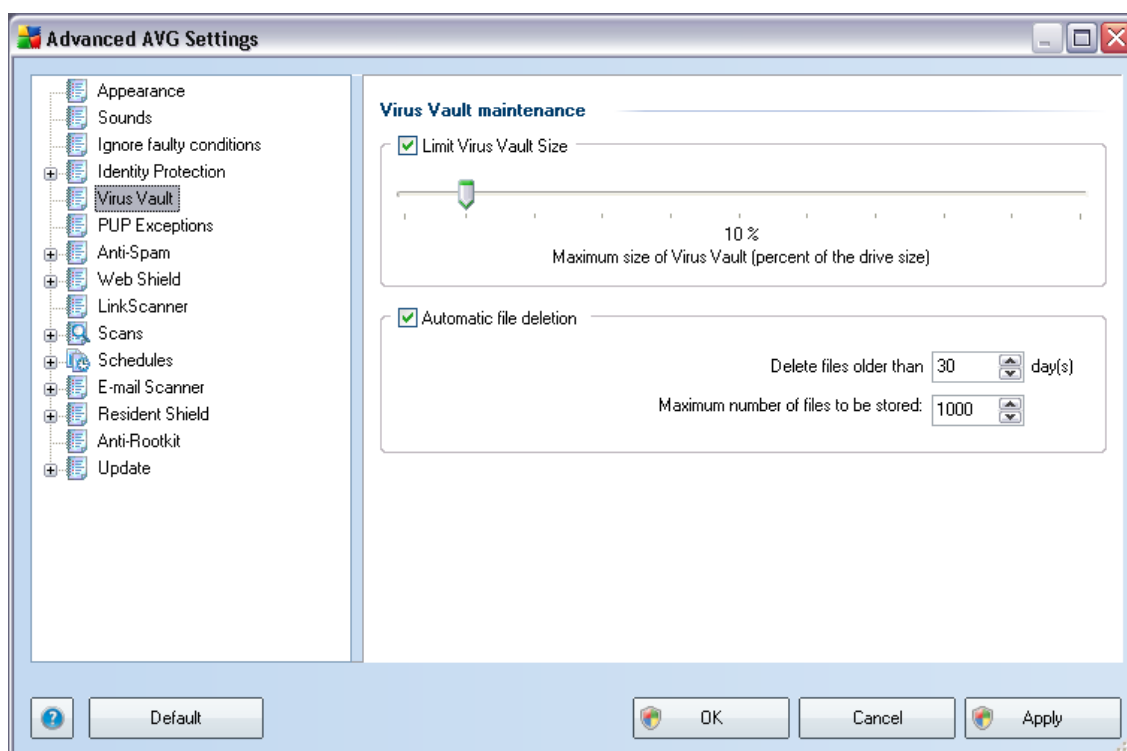 Advanced AVG Settings
Appearance
Sounds
Ignore faulty conditions
Identity Protection
Virus Vault
PUP Exceptions
Anti-Spam
Web Shield
LinkScanner
Scans
Schedules
E-mail Scanner
Resident Shield
Anti-Rootkit
Update
Virus Vault maintenance
Limit Virus Vault Size
10 %
Maximum size of Virus Vault (percent of the drive size)
Automatic file deletion
Delete files older than 30 day(s)
Maximum number of files to be stored: 1000
? Default OK Cancel Apply